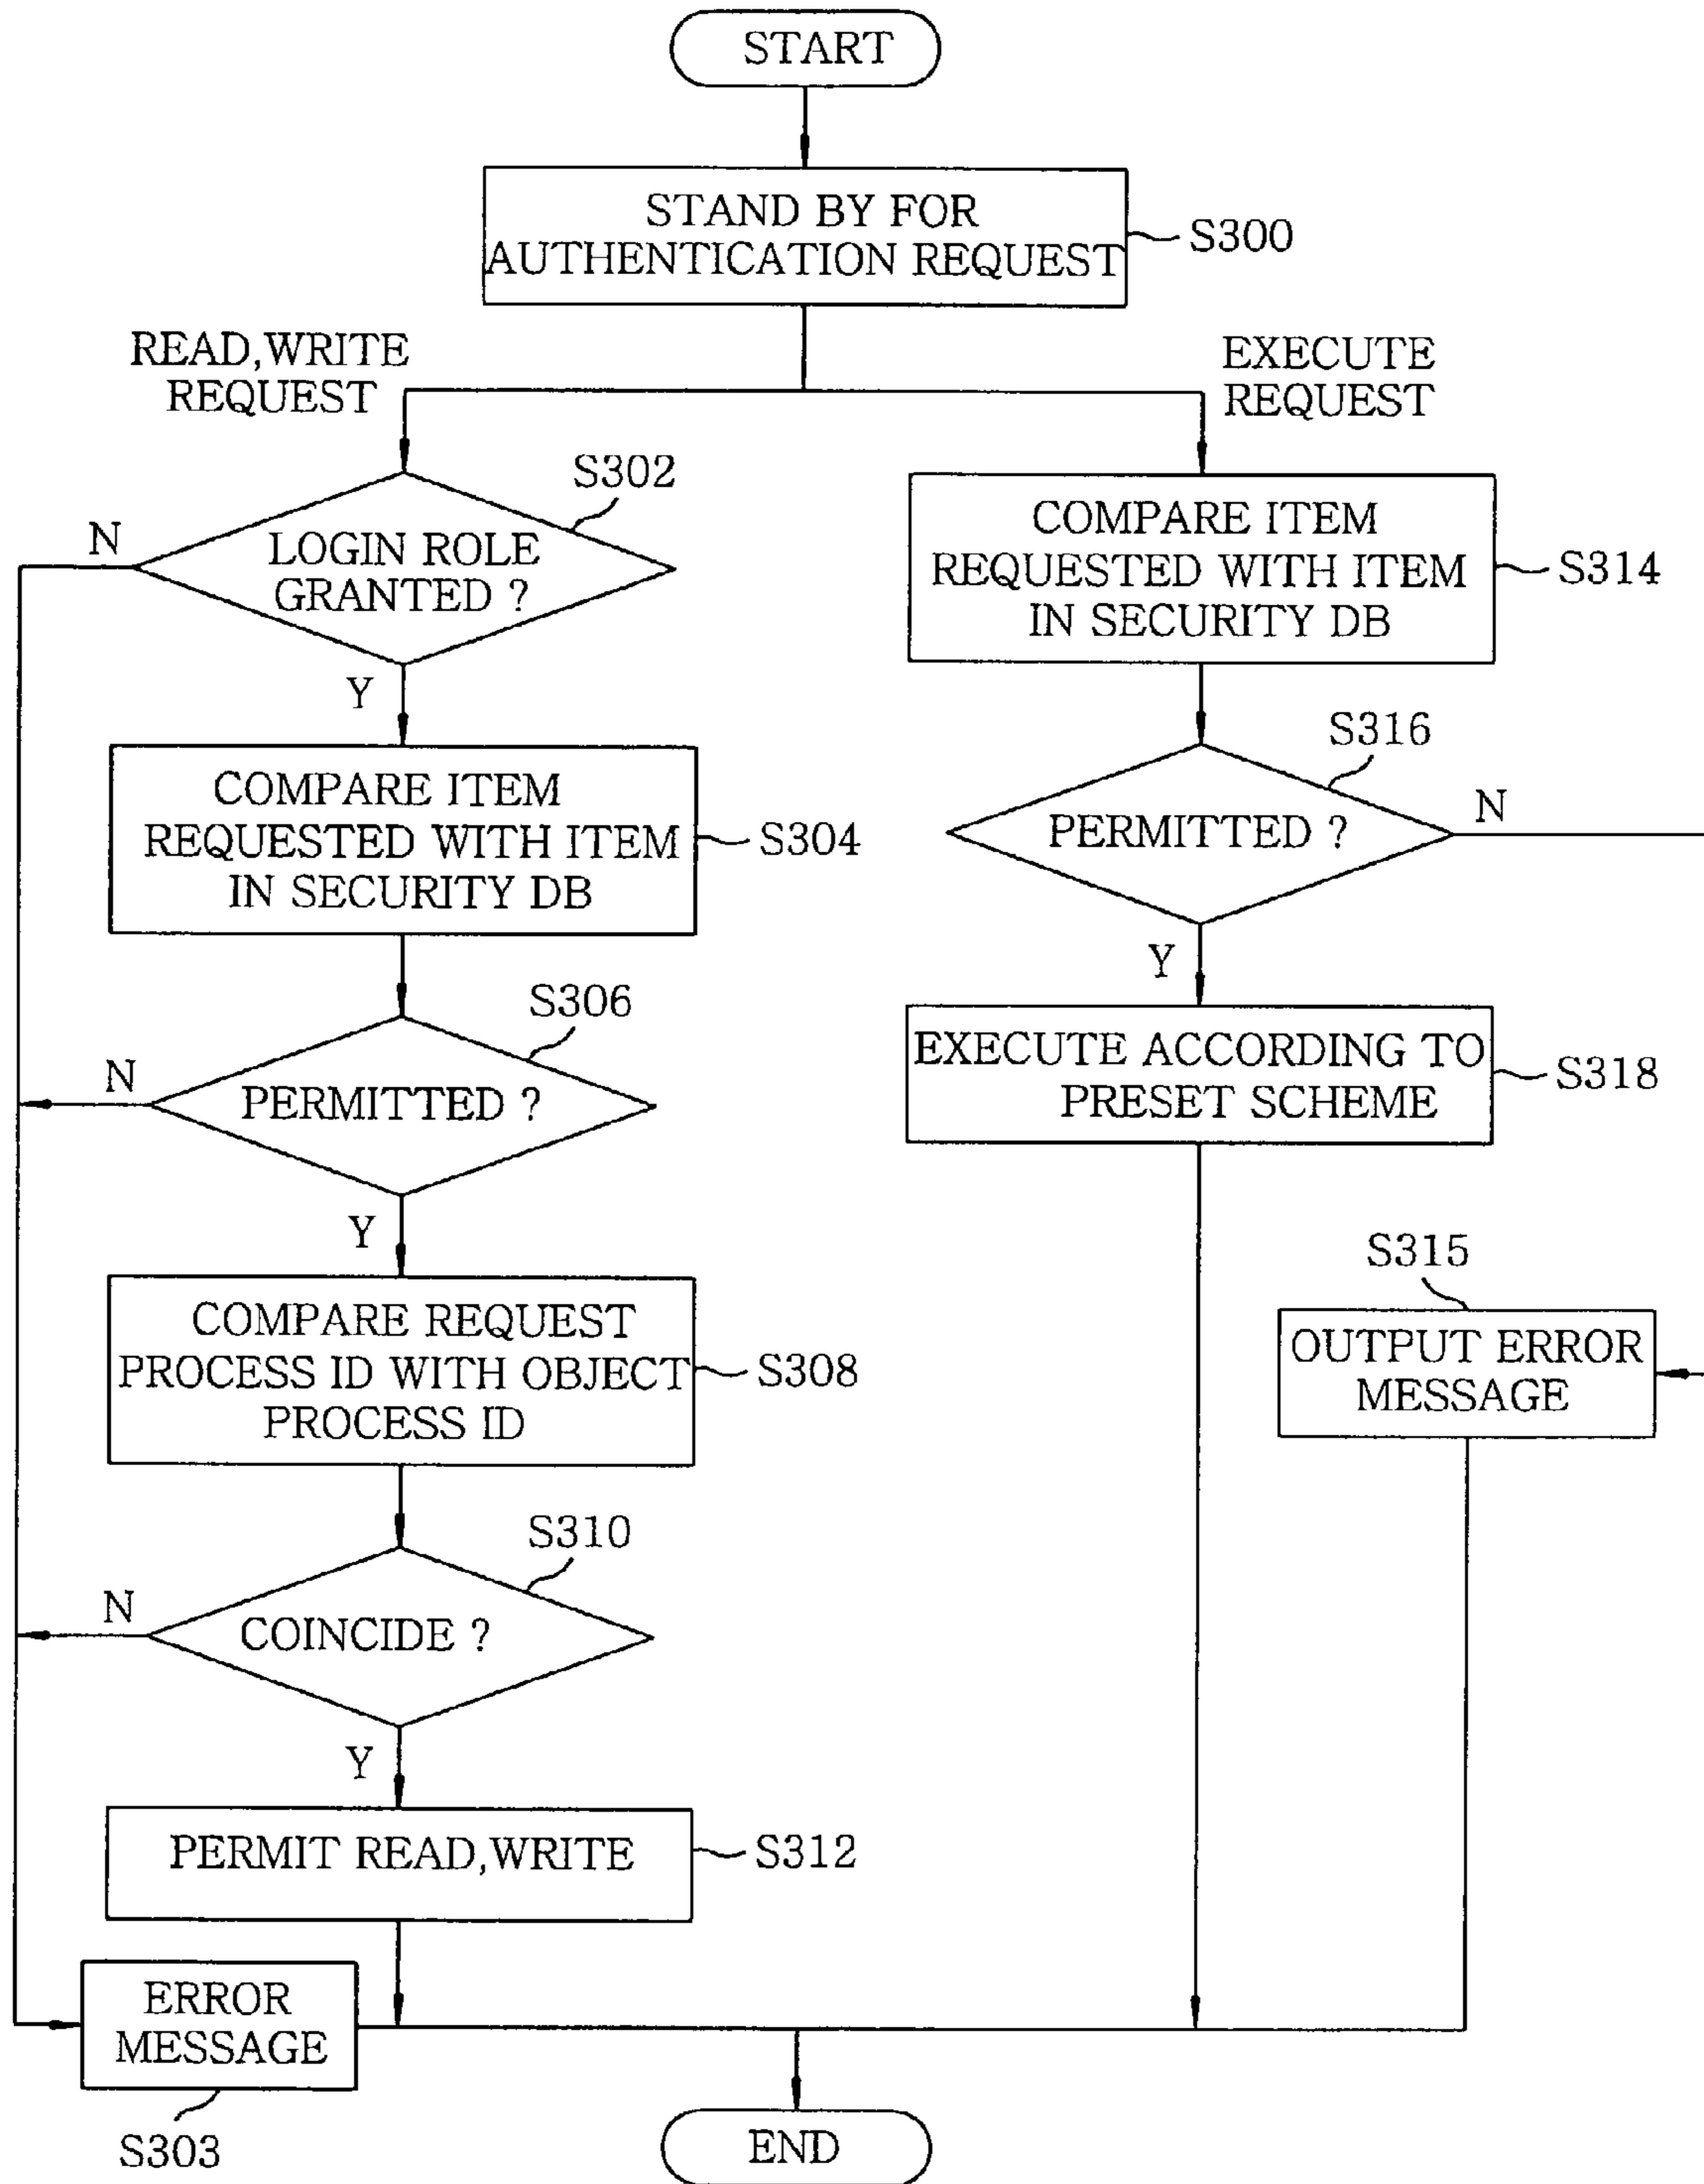 START
STAND BY FOR
AUTHENTICATION REQUEST
S300
READ,WRITE
REQUEST
EXECUTE
REQUEST
S302
N
LOGIN ROLE
GRANTED ?
Y
COMPARE ITEM
REQUESTED WITH ITEM
IN SECURITY DB
S304
S306
N
PERMITTED ?
Y
COMPARE REQUEST
PROCESS ID WITH OBJECT
PROCESS ID
S308
S310
N
COINCIDE ?
Y
PERMIT READ,WRITE
S312
ERROR
MESSAGE
S303
COMPARE ITEM
REQUESTED WITH ITEM
IN SECURITY DB
S314
S316
PERMITTED ?
N
Y
EXECUTE ACCORDING TO
PRESET SCHEME
S318
S315
OUTPUT ERROR
MESSAGE
END